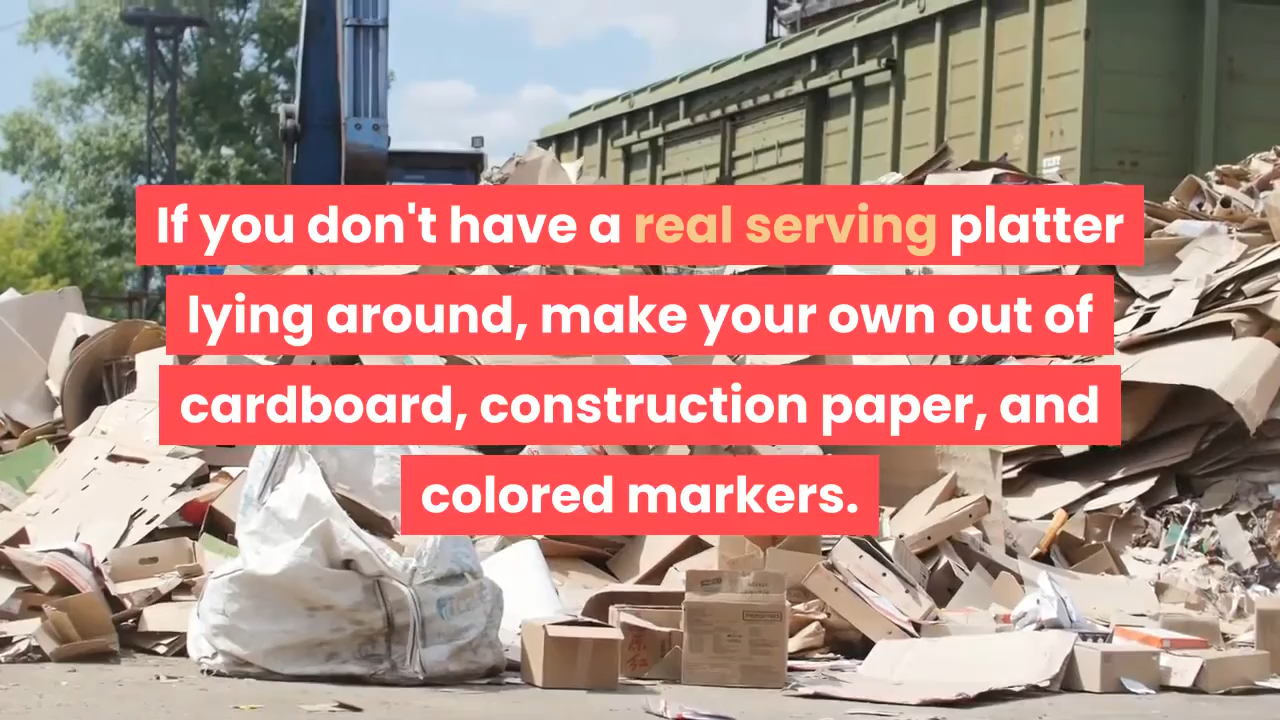 If you don't have a real serving platter
lying around, make your own out of
cardboard, construction paper, and
colored markers.